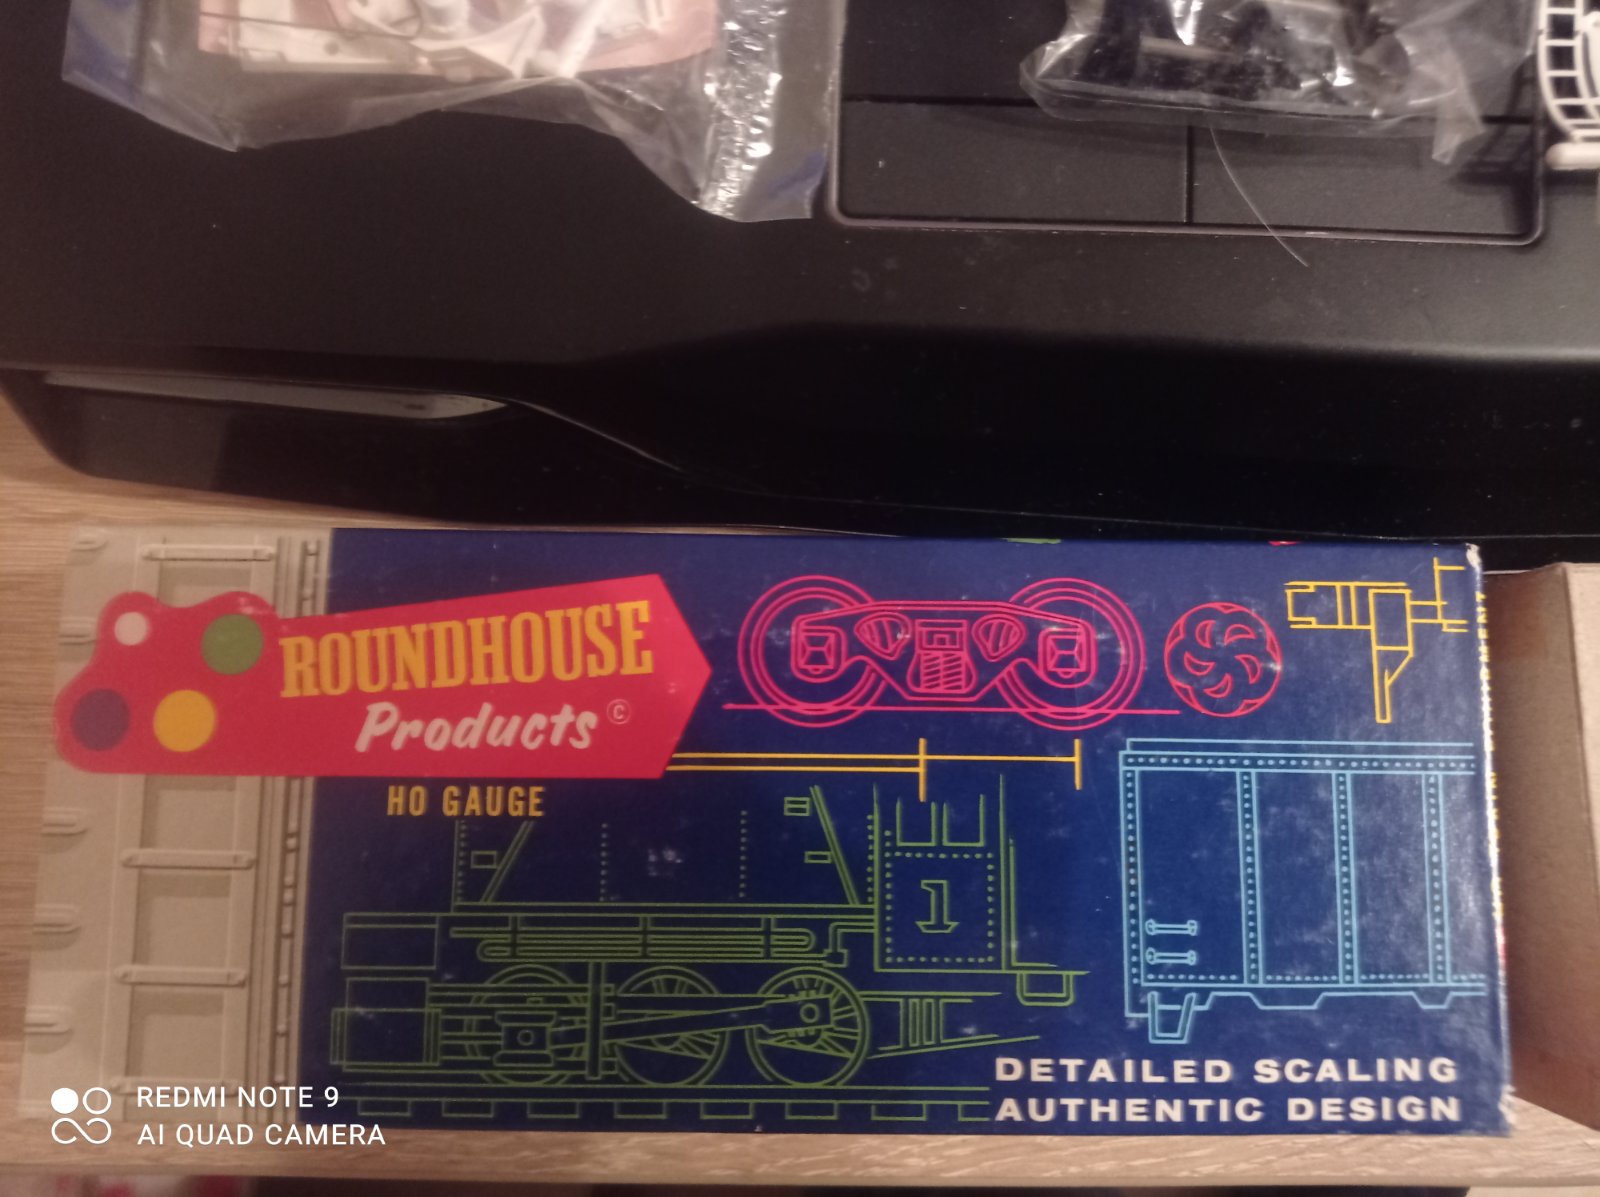 ROUNDHOUSE
Products ©
HO GAUGE
1
DETAILED SCALING
AUTHENTIC DESIGN
REDMI NOTE 9
AI QUAD CAMERA